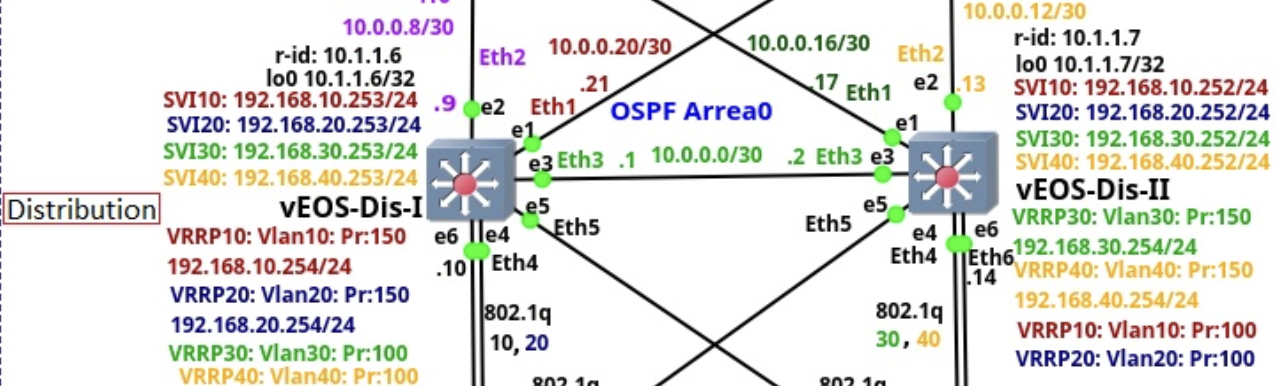 10.0.0.8/30
r-id: 10.1.1.6
lo0 10.1.1.6/32
SVI10: 192.168.10.253/24
SVI20: 192.168.20.253/24
SVI30: 192.168.30.253/24
SVI40: 192.168.40.253/24
Distribution
vEOS-Dis-I
VRRP10: Vlan10: Pr:150
192.168.10.254/24
VRRP20: Vlan20: Pr:150
192.168.20.254/24
VRRP30: Vlan30: Pr:100
VRRP40: Vlan40: Pr:100
Eth2
.9
e2
Eth1
.21
10.0.0.20/30
e1
e3
Eth3 .1 10.0.0.0/30 .2 Eth3
e3
e5
Eth5
e6
e4
.10
Eth4
802.1q
10, 20
802.1q
OSPF Arrea0
10.0.0.16/30
.17
Eth1
e1
Eth2
e2
.13
10.0.0.12/30
r-id: 10.1.1.7
lo0 10.1.1.7/32
SVI10: 192.168.10.252/24
SVI20: 192.168.20.252/24
SVI30: 192.168.30.252/24
SVI40: 192.168.40.252/24
vEOS-Dis-II
e5
Eth5
e4
Eth4
e6
Eth6
.14
802.1q
30, 40
802.1q
VRRP30: Vlan30: Pr:150
192.168.30.254/24
VRRP40: Vlan40: Pr:150
192.168.40.254/24
VRRP10: Vlan10: Pr:100
VRRP20: Vlan20: Pr:100